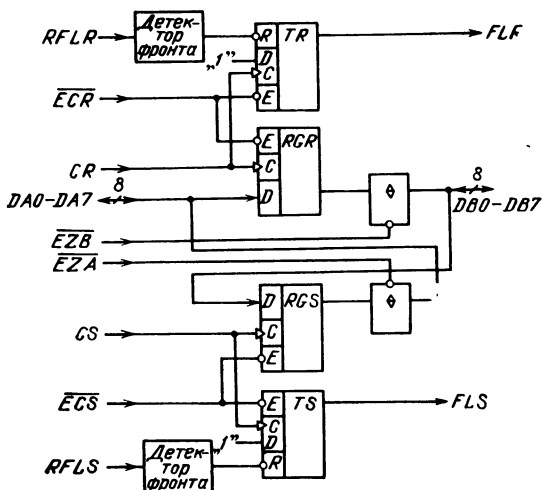 RFLR
Детек-
тор
фронта
R TR
FLF
„1”
D
C
E
ECR
E RGR
CR
C
8
DA0-DA7
D
8
DB0-DB7
EZB
EZA
D RGS
CS
C
E
ECS
E TS
FLS
C
„1”
D
Детек-
тор
фронта
R
RFLS